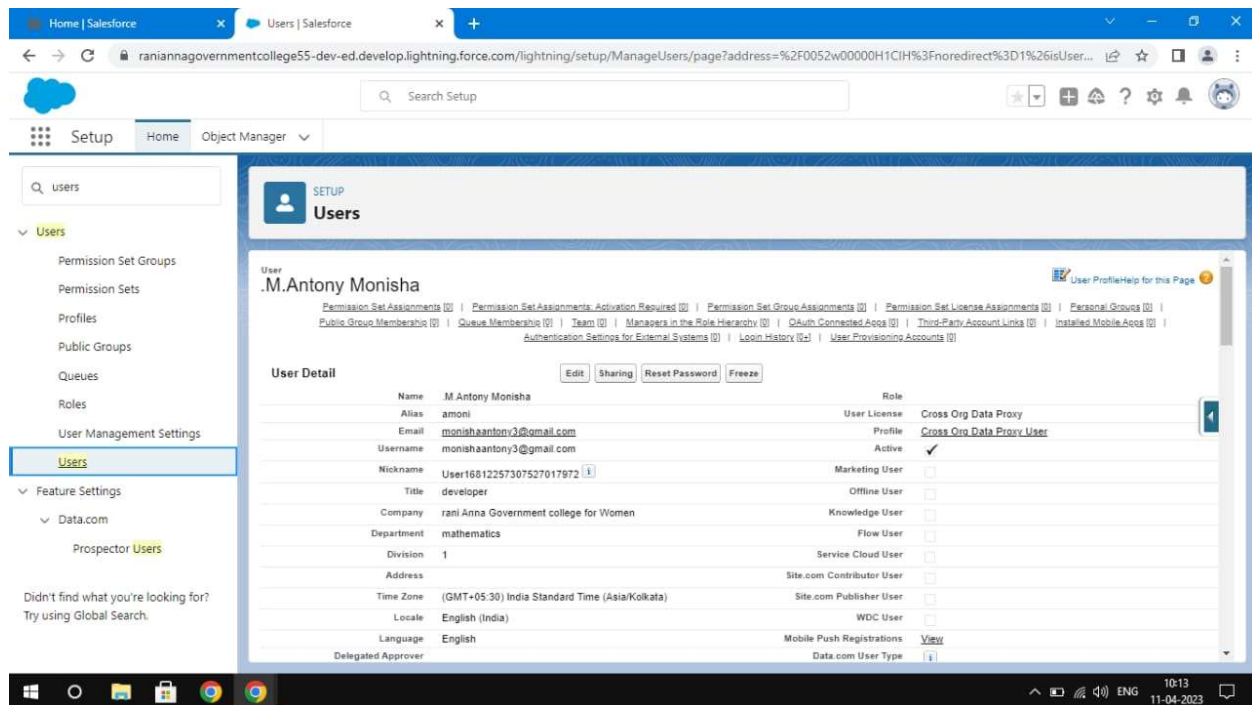 Home | Salesforce
Users | Salesforce
raniannagovernmentcollege55-dev-ed.develop.lightning.force.com/lightning/setup/ManageUsers/page?address=%2F0052w00000H1CIH%3Fnoredirect%3D1%26isUser...
Search Setup
Setup Home Object Manager
users
Users
Permission Set Groups
Permission Sets
Profiles
Public Groups
Queues
Roles
User Management Settings
Users
Feature Settings
Data.com
Prospector Users
Didn't find what you're looking for?
Try using Global Search.
SETUP
Users
User
.M.Antony Monisha
User Profile Help for this Page
Permission Set Assignments [0] | Permission Set Assignments: Activation Required [0] | Permission Set Group Assignments [0] | Permission Set License Assignments [0] | Personal Groups [0] |
Public Group Membership [0] | Queue Membership [0] | Team [0] | Managers in the Role Hierarchy [0] | OAuth Connected Apps [0] | Third-Party Account Links [0] | Installed Mobile Apps [0] |
Authentication Settings for External Systems [0] | Login History [0+] | User Provisioning Accounts [0]
User Detail Edit Sharing Reset Password Freeze
Name .M.Antony Monisha Role
Alias amoni User License Cross Org Data Proxy
Email monishaantony3@gmail.com Profile Cross Org Data Proxy User
Username monishaantony3@gmail.com Active ✓
Nickname User16812257307527017972 i Marketing User
Title developer Offline User
Company rani Anna Government college for Women Knowledge User
Department mathematics Flow User
Division 1 Service Cloud User
Address Site.com Contributor User
Time Zone (GMT+05:30) India Standard Time (Asia/Kolkata) Site.com Publisher User
Locale English (India) WDC User
Language English Mobile Push Registrations View
Delegated Approver Data.com User Type i
ENG
10:13
11-04-2023